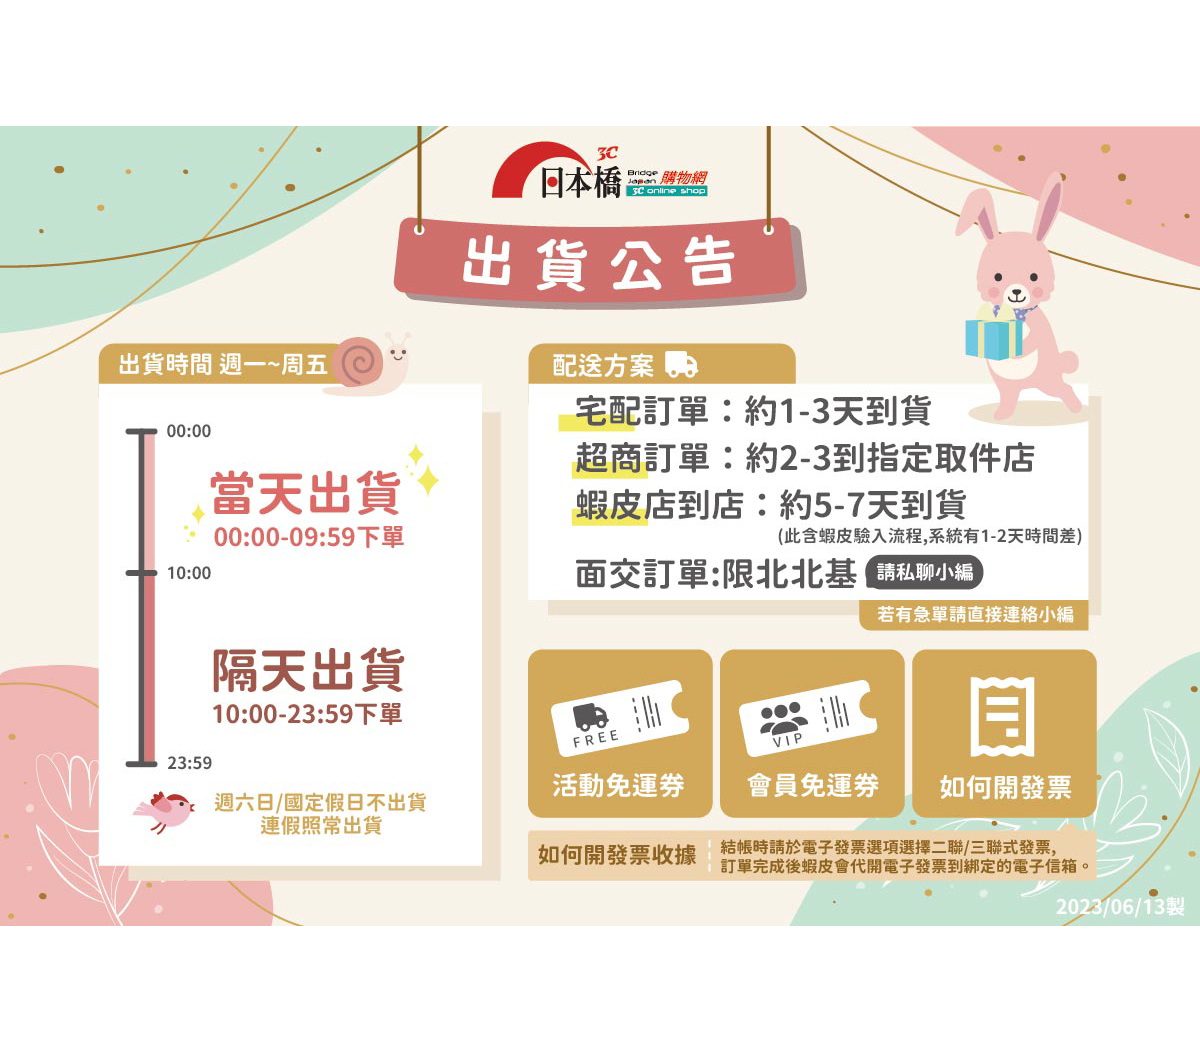 3C
日本橋
Bridge
Japan
購物網
3C online shop
出貨公告
出貨時間 週一~周五
00:00
當天出貨
00:00-09:59下單
10:00
隔天出貨
10:00-23:59下單
23:59
週六日/國定假日不出貨
連假照常出貨
配送方案
宅配訂單：約1-3天到貨
超商訂單：約2-3到指定取件店
蝦皮店到店：約5-7天到貨
(此含蝦皮驗入流程,系統有1-2天時間差)
面交訂單:限北北基 請私聊小編
若有急單請直接連絡小編
FREE
活動免運券
VIP
會員免運券
如何開發票
如何開發票收據
結帳時請於電子發票選項選擇二聯/三聯式發票,
訂單完成後蝦皮會代開電子發票到綁定的電子信箱。
2023/06/13製